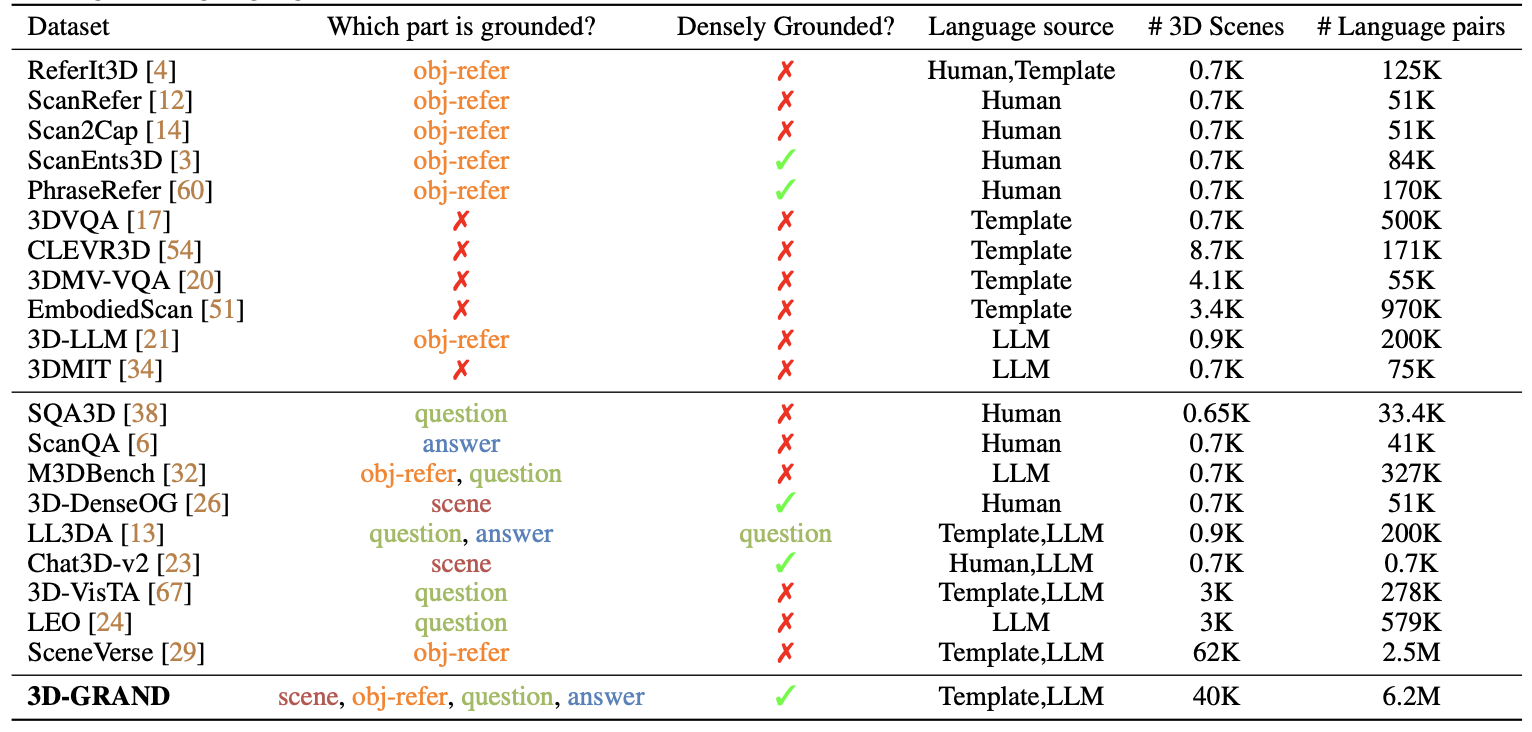 Dataset Which part is grounded? Densely Grounded? Language source # 3D Scenes # Language pairs
ReferIt3D [4] obj-refer ✗ Human,Template 0.7K 125K
ScanRefer [12] obj-refer ✗ Human 0.7K 51K
Scan2Cap [14] obj-refer ✗ Human 0.7K 51K
ScanEnts3D [3] obj-refer ✓ Human 0.7K 84K
PhraseRefer [60] obj-refer ✓ Human 0.7K 170K
3DVQA [17] ✗ ✗ Template 0.7K 500K
CLEVR3D [54] ✗ ✗ Template 8.7K 171K
3DMV-VQA [20] ✗ ✗ Template 4.1K 55K
EmbodiedScan [51] ✗ ✗ Template 3.4K 970K
3D-LLM [21] obj-refer ✗ LLM 0.9K 200K
3DMIT [34] ✗ ✗ LLM 0.7K 75K
SQA3D [38] question ✗ Human 0.65K 33.4K
ScanQA [6] answer ✗ Human 0.7K 41K
M3DBench [32] obj-refer, question ✗ LLM 0.7K 327K
3D-DenseOG [26] scene ✓ Human 0.7K 51K
LL3DA [13] question, answer question Template,LLM 0.9K 200K
Chat3D-v2 [23] scene ✓ Human,LLM 0.7K 0.7K
3D-VisTA [67] question ✗ Template,LLM 3K 278K
LEO [24] question ✗ LLM 3K 579K
SceneVerse [29] obj-refer ✗ Template,LLM 62K 2.5M
3D-GRAND scene, obj-refer, question, answer ✓ Template,LLM 40K 6.2M